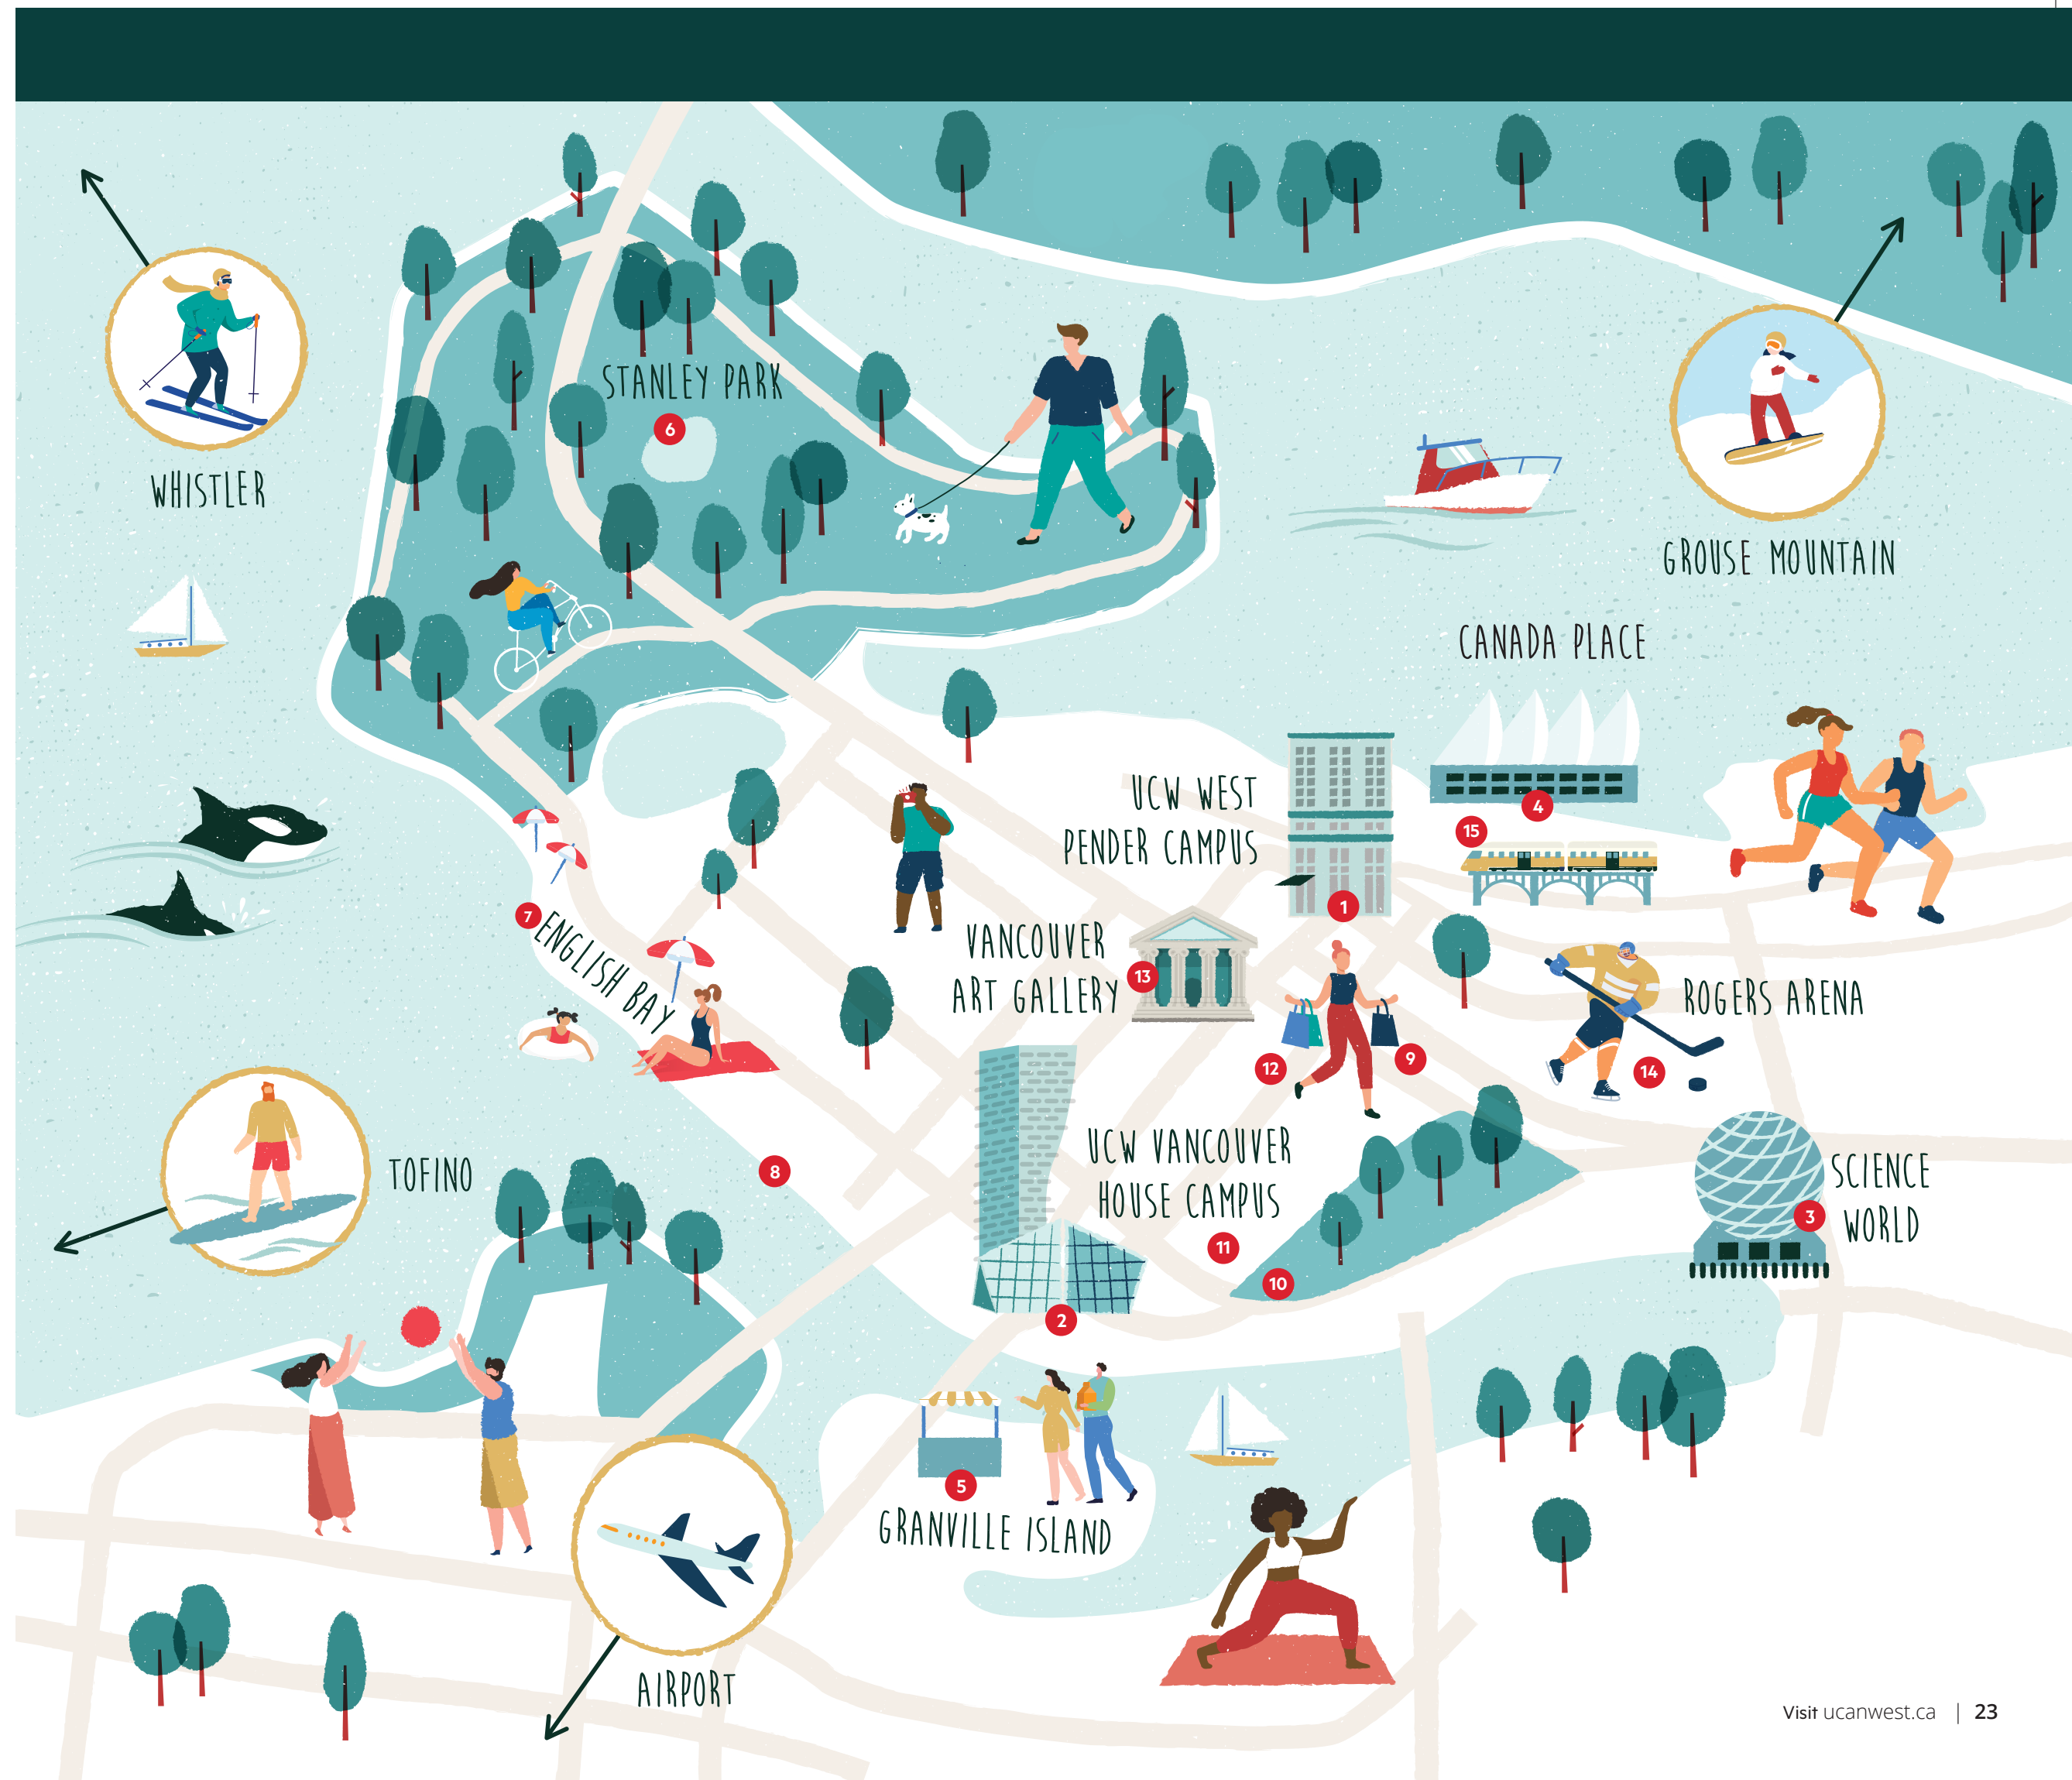 STANLEY PARK
6
WHISTLER
GROUSE MOUNTAIN
CANADA PLACE
4
15
UCW WEST
PENDER CAMPUS
1
7
ENGLISH BAY
VANCOUVER
ART GALLERY
13
ROGERS ARENA
14
12
9
TOFINO
8
UCW VANCOUVER
HOUSE CAMPUS
11
10
2
SCIENCE
WORLD
3
5
GRANVILLE ISLAND
AIRPORT
Visit ucanwest.ca | 23